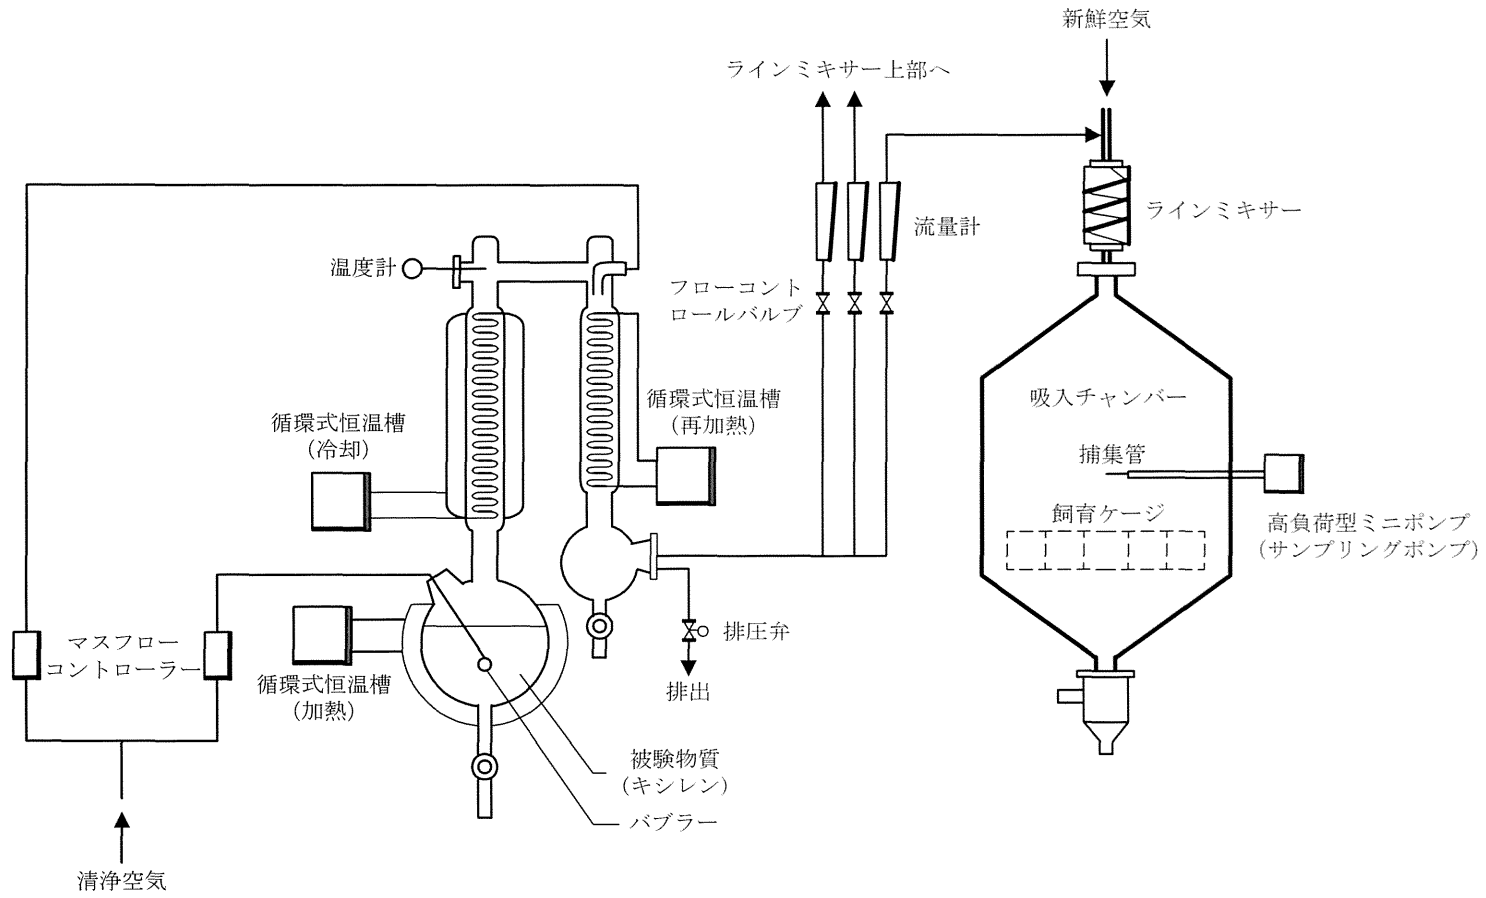 新鮮空気
ラインミキサー上部へ
ラインミキサー
流量計
温度計
フローコント
ロールバルブ
循環式恒温槽
（冷却）
循環式恒温槽
（再加熱）
吸入チャンバー
捕集管
飼育ケージ
高負荷型ミニポンプ
（サンプリングポンプ）
マスフロー
コントローラー
循環式恒温槽
（加熱）
排圧弁
排出
被験物質
（キシレン）
バブラー
清浄空気